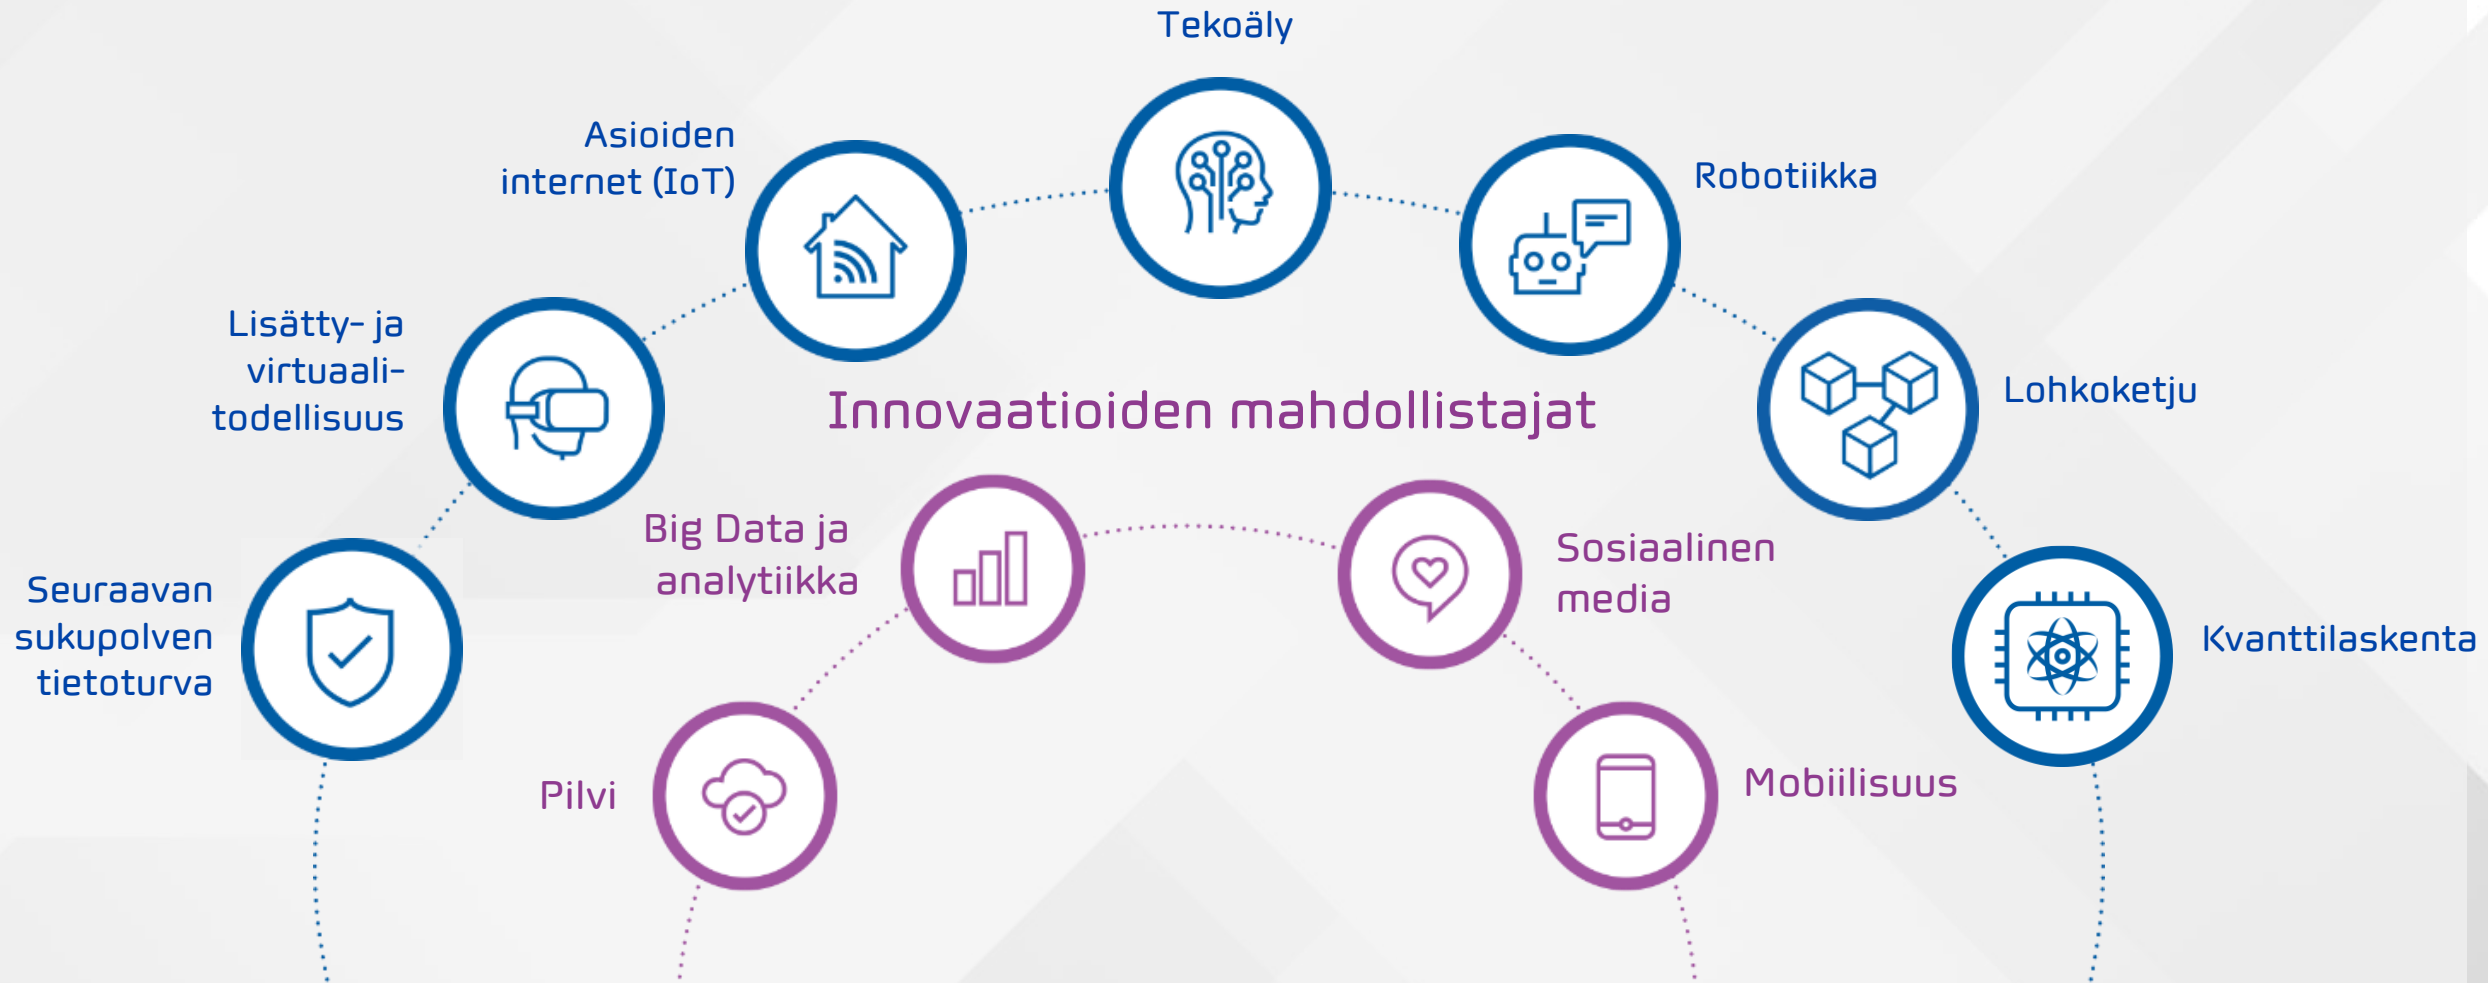 Tekoäly
Asioiden
internet (IoT)
Robotiikka
Lisätty- ja
virtuaali-
todellisuus
Lohkoketju
Innovaatioiden mahdollistajat
Big Data ja
analytiikka
Sosiaalinen
media
Seuraavan
sukupolven
tietoturva
Kvanttilaskenta
Pilvi
Mobiilisuus